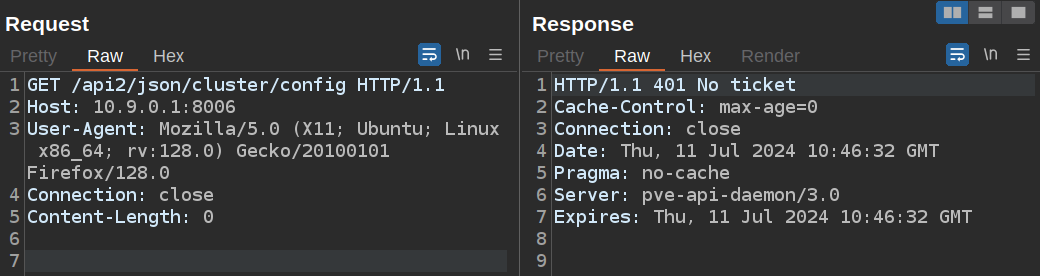 Request
Pretty Raw Hex \n
1 GET /api2/json/cluster/config HTTP/1.1
2 Host: 10.9.0.1:8006
3 User-Agent: Mozilla/5.0 (X11; Ubuntu; Linux
x86_64; rv:128.0) Gecko/20100101
Firefox/128.0
4 Connection: close
5 Content-Length: 0
6
7
Response
Pretty Raw Hex Render \n
1 HTTP/1.1 401 No ticket
2 Cache-Control: max-age=0
3 Connection: close
4 Date: Thu, 11 Jul 2024 10:46:32 GMT
5 Pragma: no-cache
6 Server: pve-api-daemon/3.0
7 Expires: Thu, 11 Jul 2024 10:46:32 GMT
8
9